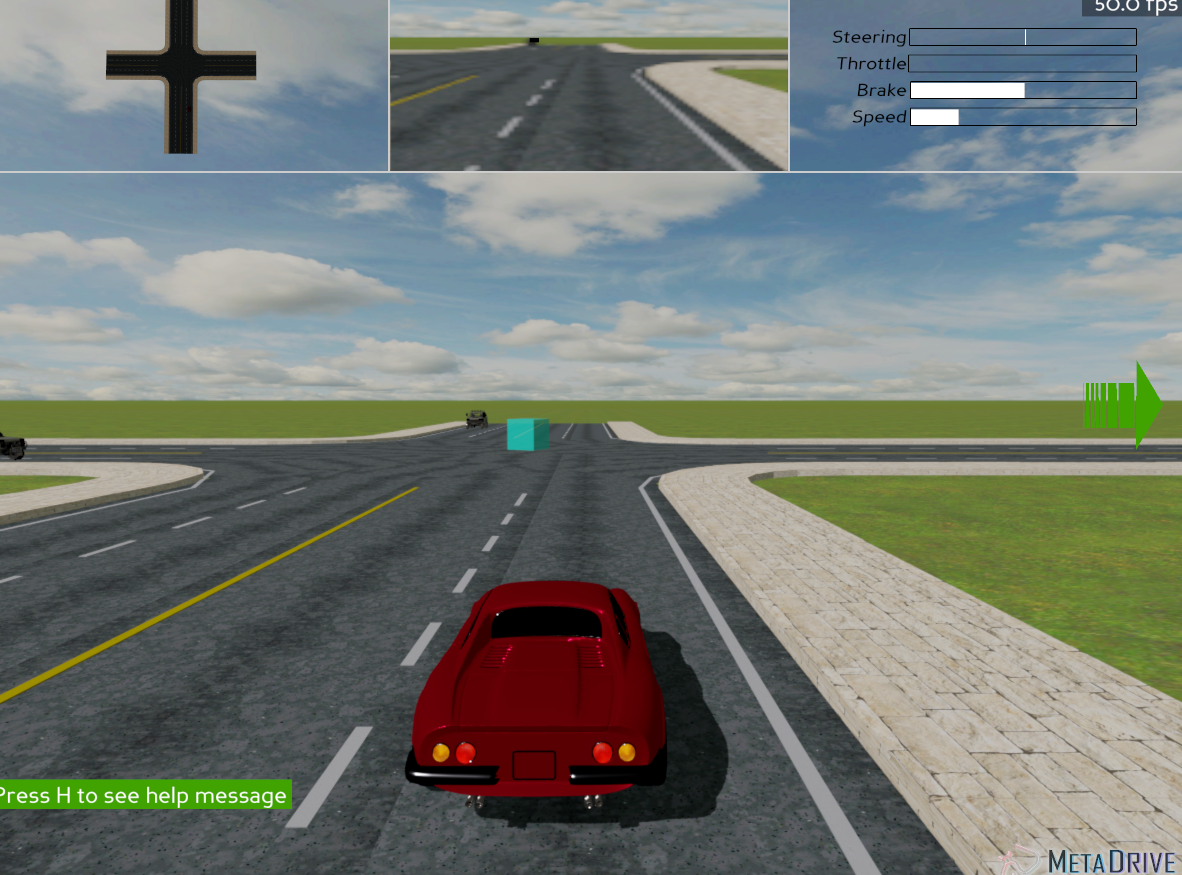 50.0 fps
Steering
Throttle
Brake
Speed
Press H to see help message
METADRIVE